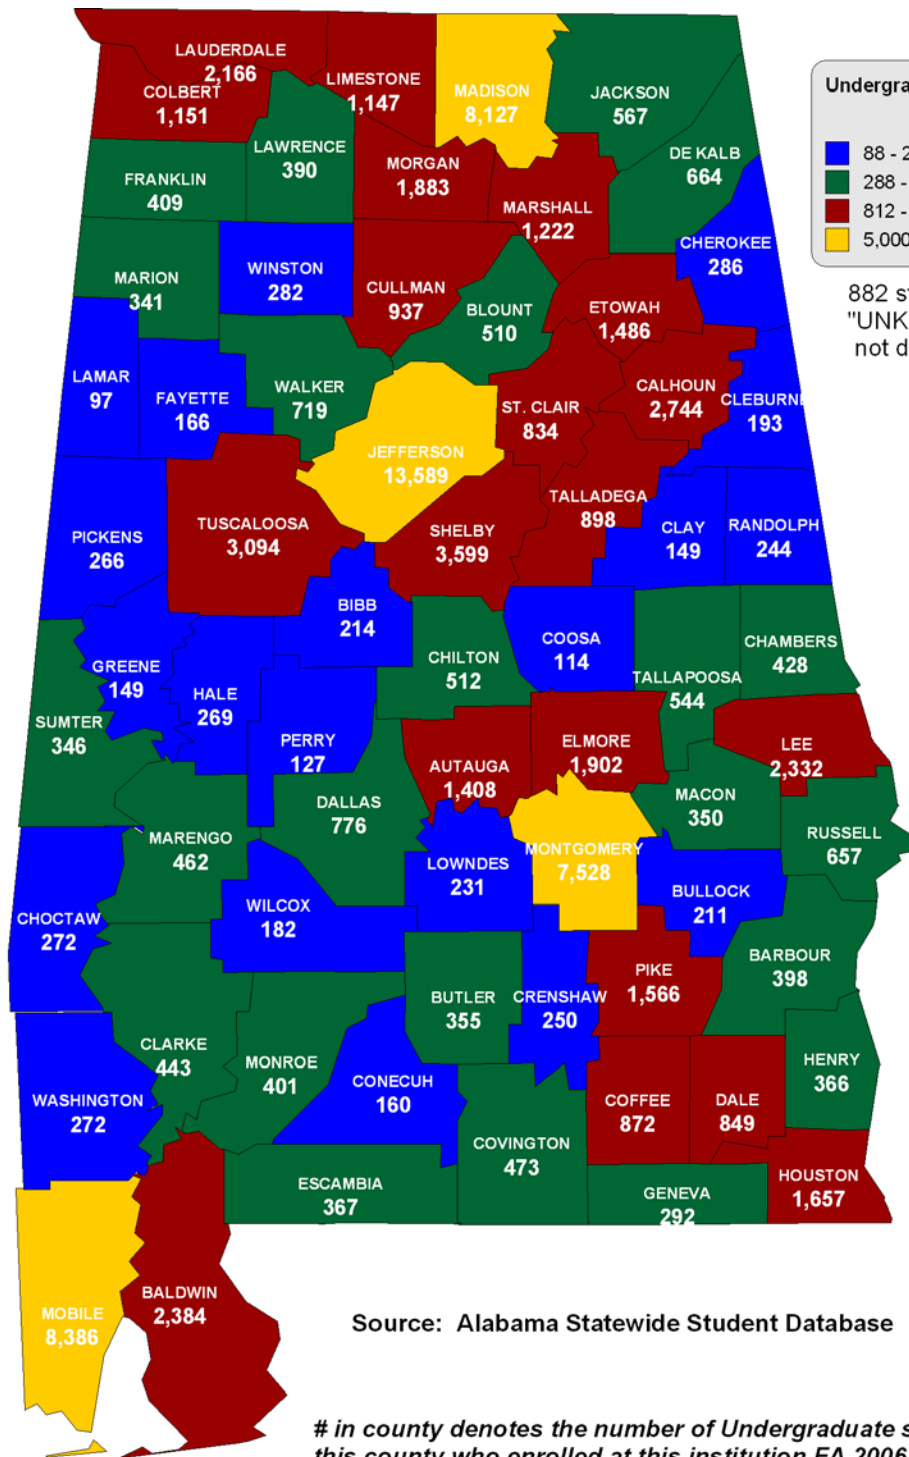 LAUDERDALE
2,166
COLBERT
1,151
LIMESTONE
1,147
MADISON
8,127
JACKSON
567
LAWRENCE
390
FRANKLIN
409
MORGAN
1,883
MARSHALL
1,222
DE KALB
664
CHEROKEE
286
MARION
341
WINSTON
282
CULLMAN
937
BLOUNT
510
ETOWAH
1,486
LAMAR
97
FAYETTE
166
WALKER
719
JEFFERSON
13,589
ST. CLAIR
834
CALHOUN
2,744
CLEBURNE
193
PICKENS
266
TUSCALOOSA
3,094
SHELBY
3,599
TALLADEGA
898
CLAY
149
RANDOLPH
244
BIBB
214
GREENE
149
HALE
269
CHILTON
512
COOSA
114
TALLAPOOSA
544
CHAMBERS
428
SUMTER
346
PERRY
127
AUTAUGA
1,408
ELMORE
1,902
LEE
2,332
DALLAS
776
MARENGO
462
MACON
350
RUSSELL
657
LOWNDES
231
MONTGOMERY
7,528
BULLOCK
211
CHOCTAW
272
WILCOX
182
BARBOUR
398
PIKE
1,566
BUTLER
355
CRENSHAW
250
CLARKE
443
MONROE
401
CONECUH
160
WASHINGTON
272
COFFEE
872
DALE
849
HENRY
366
COVINGTON
473
ESCAMBIA
367
GENEVA
292
HOUSTON
1,657
MOBILE
8,386
BALDWIN
2,384
Undergra
88 - 2
288 -
812 -
5,000
882 s
"UNK
not d
Source: Alabama Statewide Student Database
# in county denotes the number of Undergraduate s
this county who enrolled at this institution FA 2006